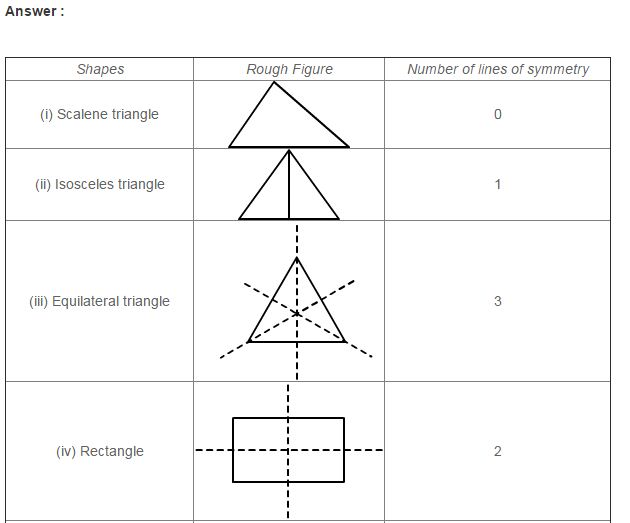 Answer :
Shapes Rough Figure Number of lines of symmetry
(i) Scalene triangle 0
(ii) Isosceles triangle 1
(iii) Equilateral triangle 3
(iv) Rectangle 2